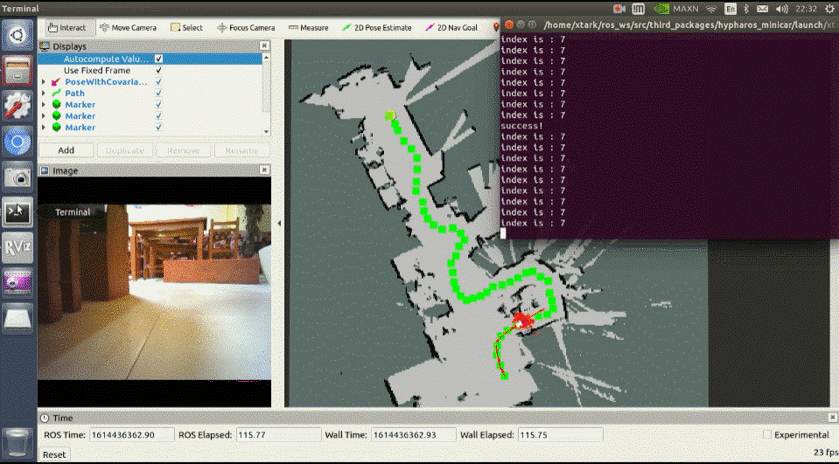 Terminal
MAXN
En
22:32
Interact
Move Camera
Select
Focus Camera
Measure
2D Pose Estimate
2D Nav Goal
/home/xtark/ros_ws/src/third_packages/hypharos_minicar/launch/xt
Displays
Autocompute Valu...
Use Fixed Frame
PoseWithCovaria...
Path
Marker
Marker
Marker
Add
Duplicate
Remove
Rename
Image
Terminal
RViz
index is : 7
index is : 7
index is : 7
index is : 7
index is : 7
index is : 7
index is : 7
index is : 7
success!
index is : 7
index is : 7
index is : 7
index is : 7
index is : 7
index is : 7
index is : 7
index is : 7
index is : 7
Time
ROS Time: 1614436362.90
ROS Elapsed: 115.77
Wall Time: 1614436362.93
Wall Elapsed: 115.75
Experimental
Reset
23 fps